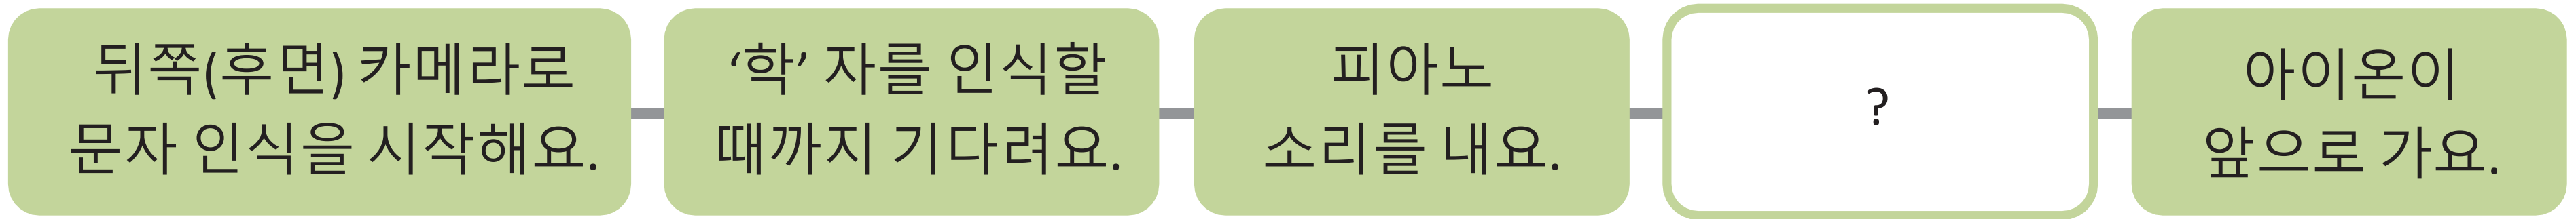 뒤쪽(후면) 카메라로
문자 인식을 시작해요.
‘학’ 자를 인식할
때까지 기다려요.
피아노
소리를 내요.
?
아이온이
앞으로 가요.